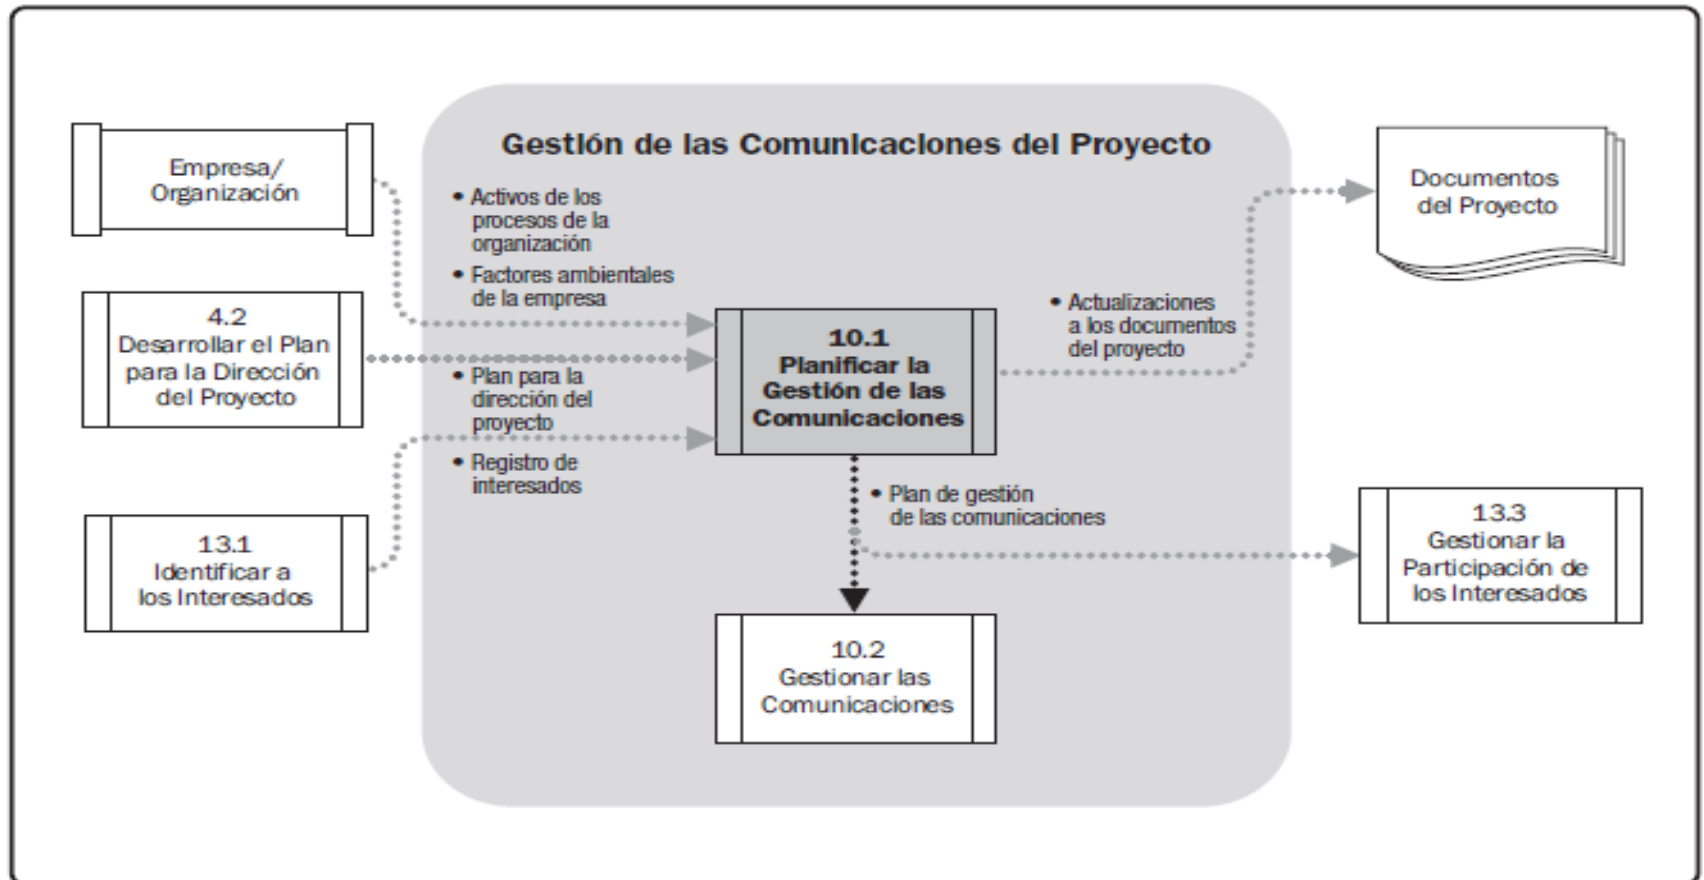 Gestión de las Comunicaciones del Proyecto
Empresa/
Organización
4.2
Desarrollar el Plan
para la Dirección
del Proyecto
13.1
Identificar a
los Interesados
• Activos de los
procesos de la
organización
• Factores ambientales
de la empresa
• Plan para la
dirección del
proyecto
• Registro de
interesados
10.1
Planificar la
Gestión de las
Comunicaciones
• Actualizaciones
a los documentos
del proyecto
• Plan de gestión
de las comunicaciones
10.2
Gestionar las
Comunicaciones
Documentos
del Proyecto
13.3
Gestionar la
Participación de
los Interesados